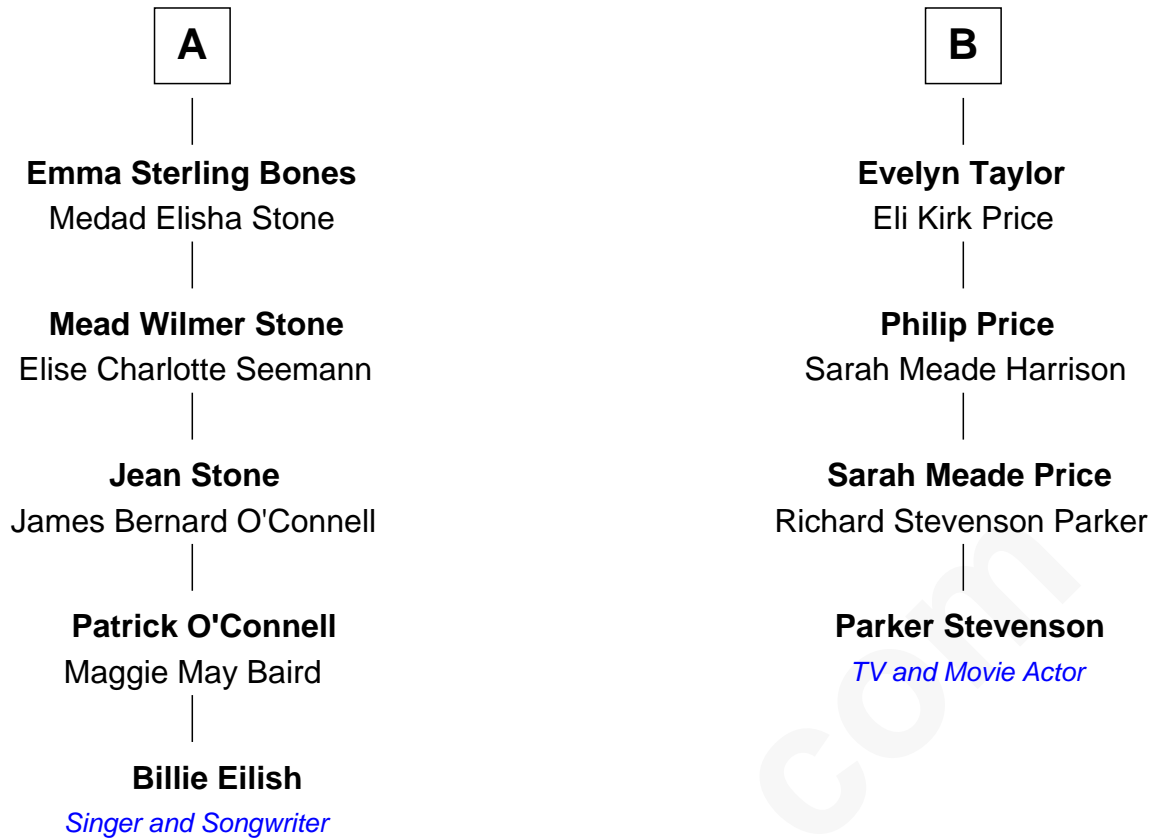 A
Emma Sterling Bones
Medad Elisha Stone
Mead Wilmer Stone
Elise Charlotte Seemann
Jean Stone
James Bernard O'Connell
Patrick O'Connell
Maggie May Baird
Billie Eilish
Singer and Songwriter
B
Evelyn Taylor
Eli Kirk Price
Philip Price
Sarah Meade Harrison
Sarah Meade Price
Richard Stevenson Parker
Parker Stevenson
TV and Movie Actor
com